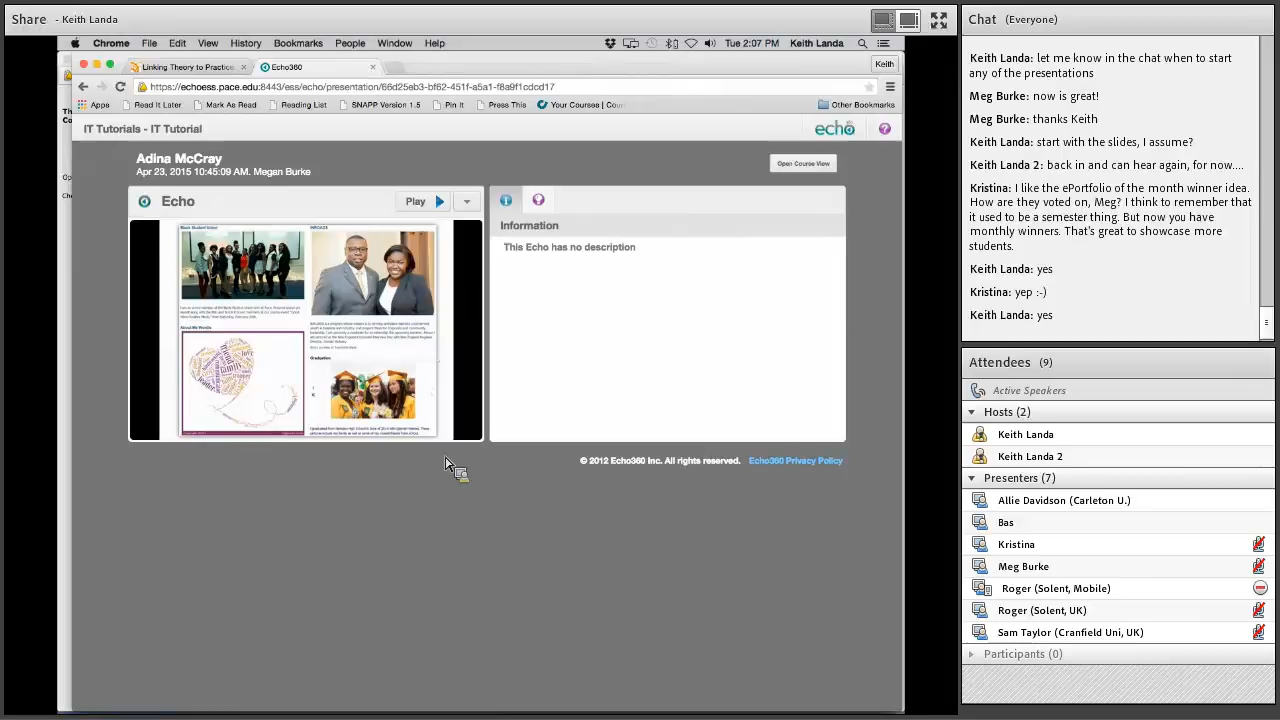 Share - Keith Landa
Chrome File Edit View History Bookmarks People Window Help Tue 2:07 PM Keith Landa
Linking Theory to Practice Echo360 Keith
https://echoess.pace.edu:8443/ess/echo/presentation/66d25eb3-bf62-451f-a5a1-f8a9f1cdcd17
Apps Read It Later Mark As Read Reading List SNAPP Version 1.5 Pin It Press This Your Courses | Cour Other Bookmarks
IT Tutorials - IT Tutorial echo
Adina McCray
Apr 23, 2015 10:45:09 AM. Megan Burke
Open Course View
Echo Play
Information
This Echo has no description
Black Student Union
INROADS
About Me Wordle
Graduation
© 2012 Echo360 Inc. All rights reserved. Echo360 Privacy Policy
Chat (Everyone)
Keith Landa: let me know in the chat when to start
any of the presentations
Meg Burke: now is great!
Meg Burke: thanks Keith
Keith Landa: start with the slides, I assume?
Keith Landa 2: back in and can hear again, for now....
Kristina: I like the ePortfolio of the month winner idea.
How are they voted on, Meg? I think to remember that
it used to be a semester thing. But now you have
monthly winners. That's great to showcase more
students.
Keith Landa: yes
Kristina: yep :-)
Keith Landa: yes
Attendees (9)
Active Speakers
Hosts (2)
Keith Landa
Keith Landa 2
Presenters (7)
Allie Davidson (Carleton U.)
Bas
Kristina
Meg Burke
Roger (Solent, Mobile)
Roger (Solent, UK)
Sam Taylor (Cranfield Uni, UK)
Participants (0)